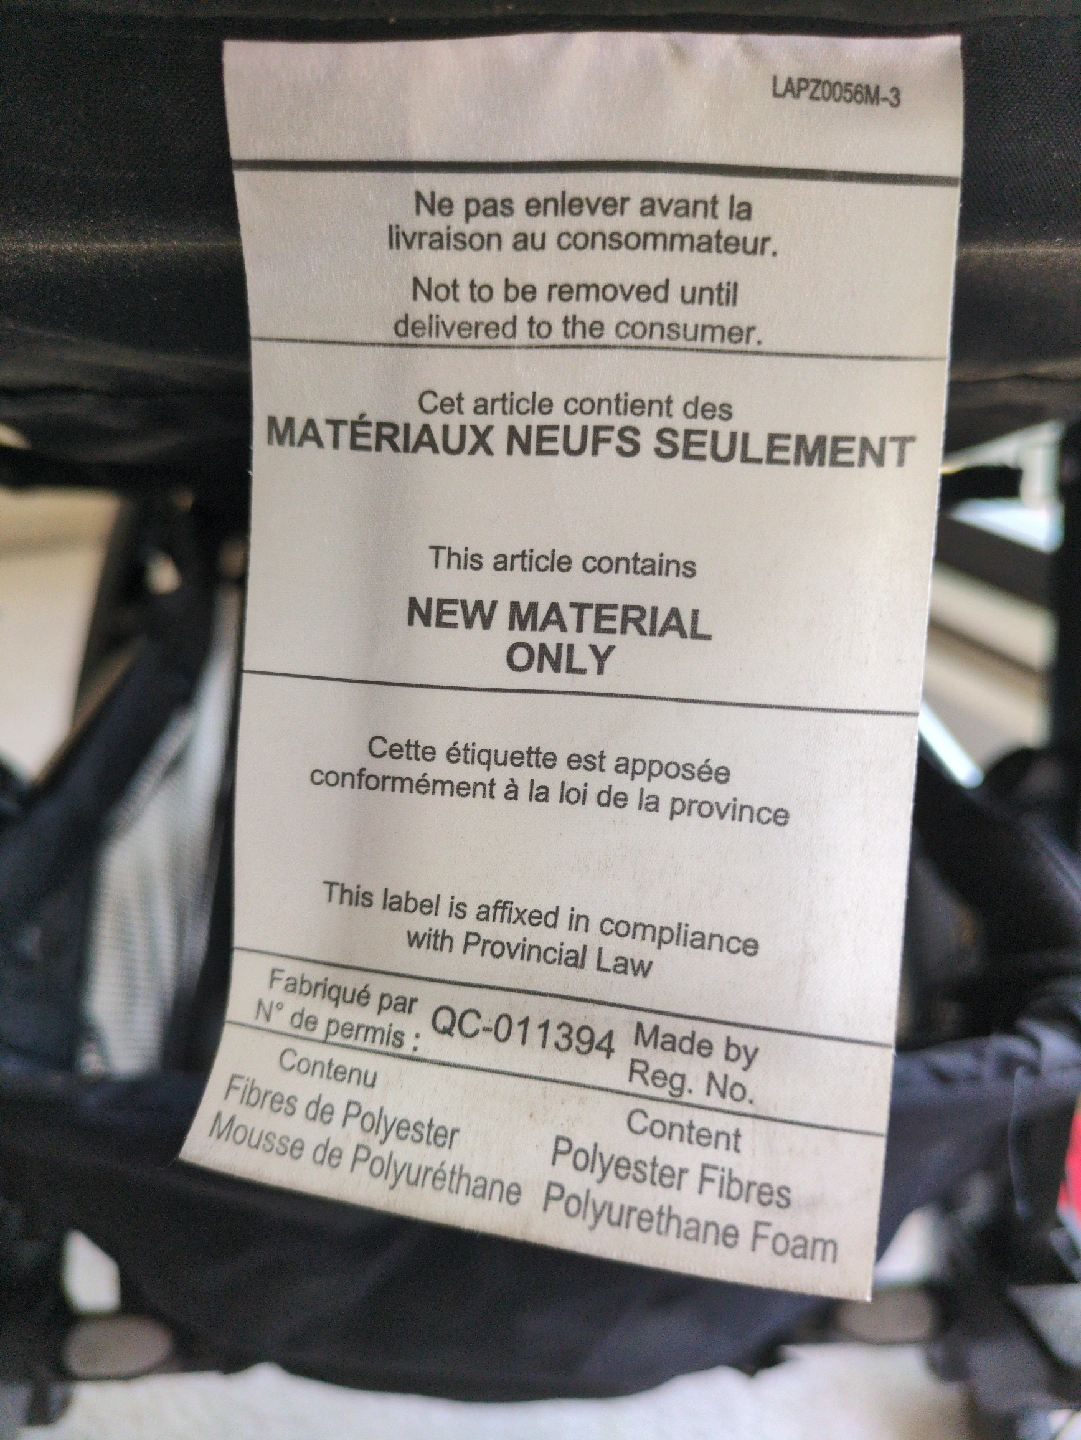 LAPZ0056M-3
Ne pas enlever avant la
livraison au consommateur.
Not to be removed until
delivered to the consumer.
Cet article contient des
MATÉRIAUX NEUFS SEULEMENT
This article contains
NEW MATERIAL
ONLY
Cette étiquette est apposée
conformément à la loi de la province
This label is affixed in compliance
with Provincial Law
Fabriqué par
N° de permis :
QC-011394
Made by
Reg. No.
Contenu
Fibres de Polyester
Mousse de Polyuréthane
Content
Polyester Fibres
Polyurethane Foam